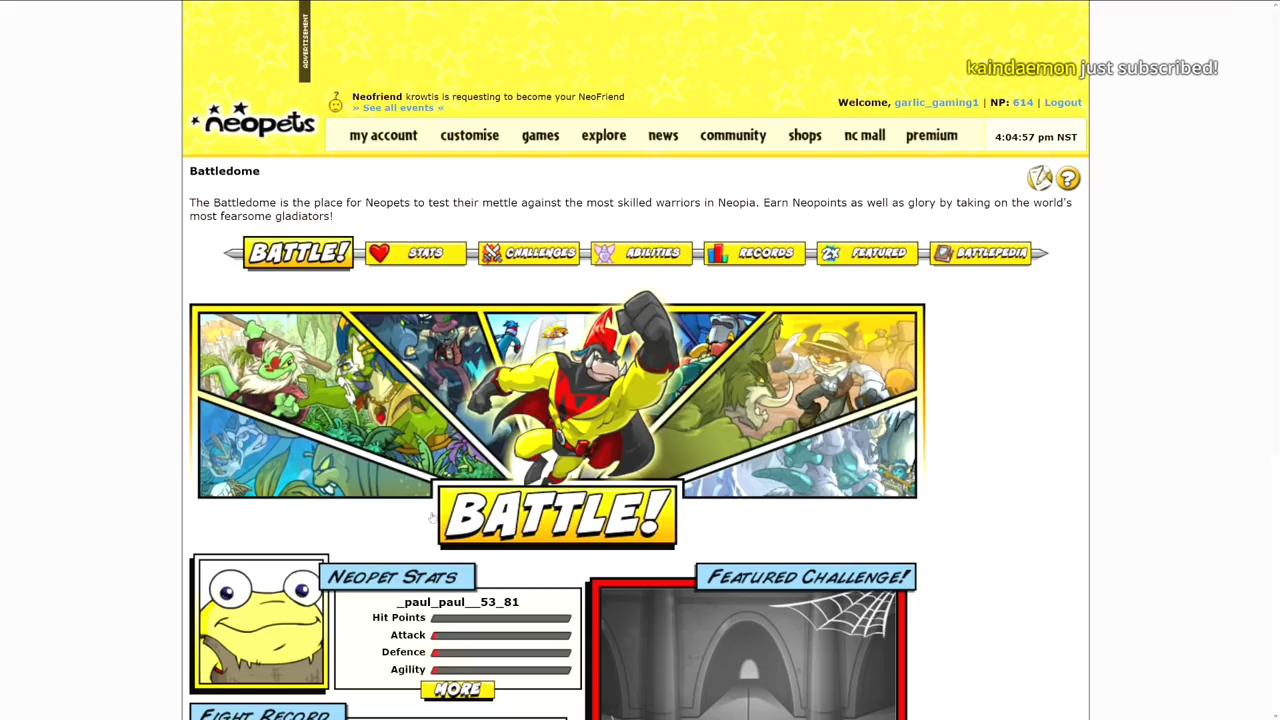 ADVERTISEMENT
kaindaemon just subscribed!
Neofriend krowtis is requesting to become your NeoFriend
» See all events «
Welcome, garlic_gaming1 | NP: 614 | Logout
neopets
my account customise games explore news community shops nc mall premium 4:04:57 pm NST
Battledome
The Battledome is the place for Neopets to test their mettle against the most skilled warriors in Neopia. Earn Neopoints as well as glory by taking on the world's
most fearsome gladiators!
BATTLE! STATS CHALLENGES ABILITIES RECORDS 2X FEATURED BATTLEPEDIA
BATTLE!
NEOPET STATS
FEATURED CHALLENGE!
_paul_paul__53_81
Hit Points
Attack
Defence
Agility
MORE
FIGHT RECORD